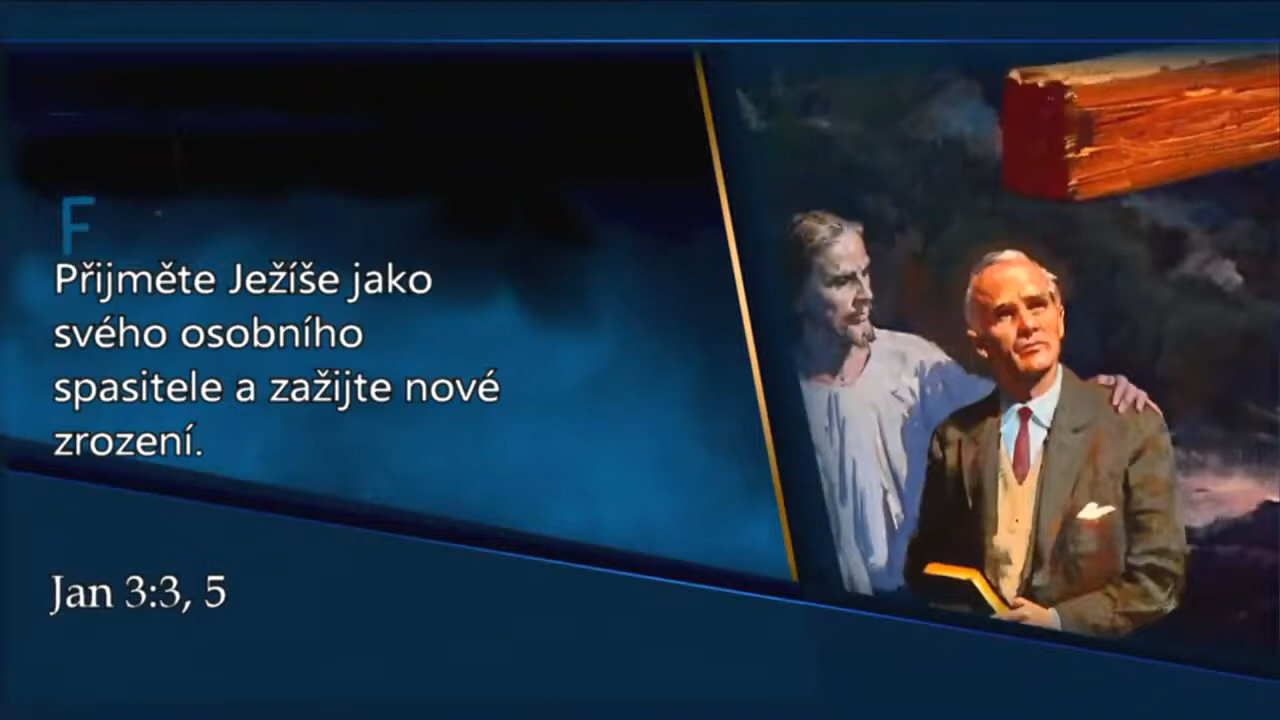 F
Přijměte Ježíše jako
svého osobního
spasitele a zažijte nové
zrození.
Jan 3:3, 5